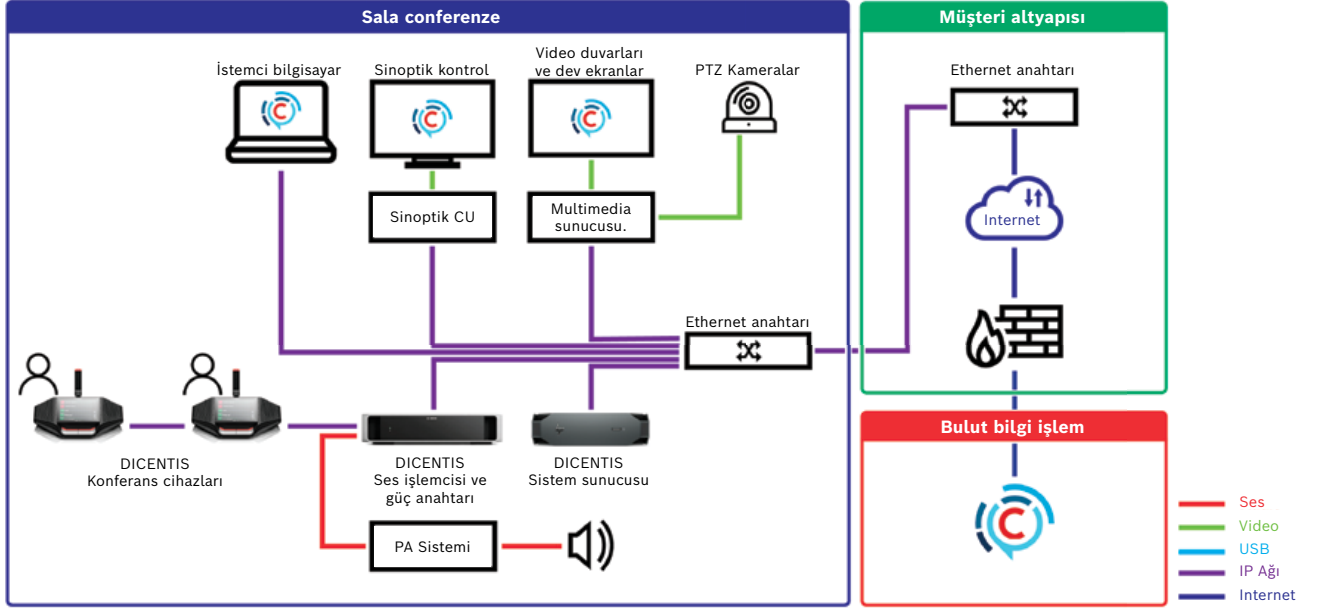 Sala conferenze
Müşteri altyapısı
İstemci bilgisayar
Sinoptik kontrol
Video duvarları
ve dev ekranlar
PTZ Kameralar
Ethernet anahtarı
Sinoptik CU
Multimedia
sunucusu.
Internet
Ethernet anahtarı
DICENTIS
Konferans cihazları
DICENTIS
Ses işlemcisi ve
güç anahtarı
DICENTIS
Sistem sunucusu
PA Sistemi
Bulut bilgi işlem
Ses
Video
USB
IP Ağı
Internet